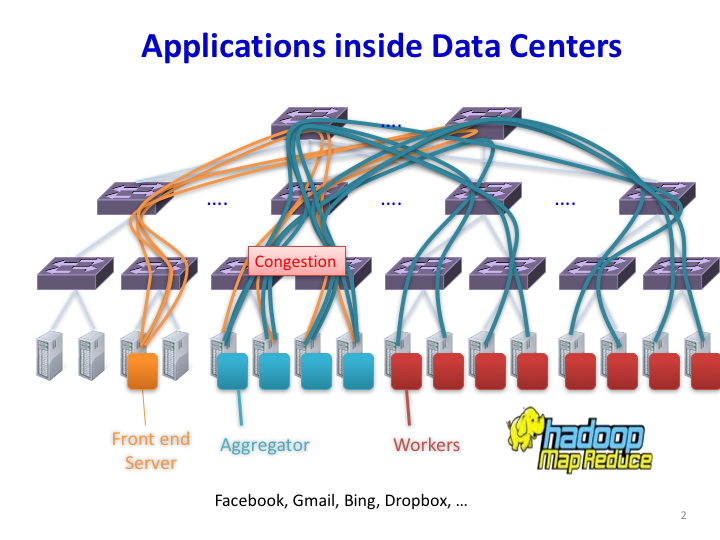 Applications inside Data Centers
....
....
....
....
Congestion
Front end
Server
Aggregator
Workers
hadoop
Map Reduce
Facebook, Gmail, Bing, Dropbox, …
2